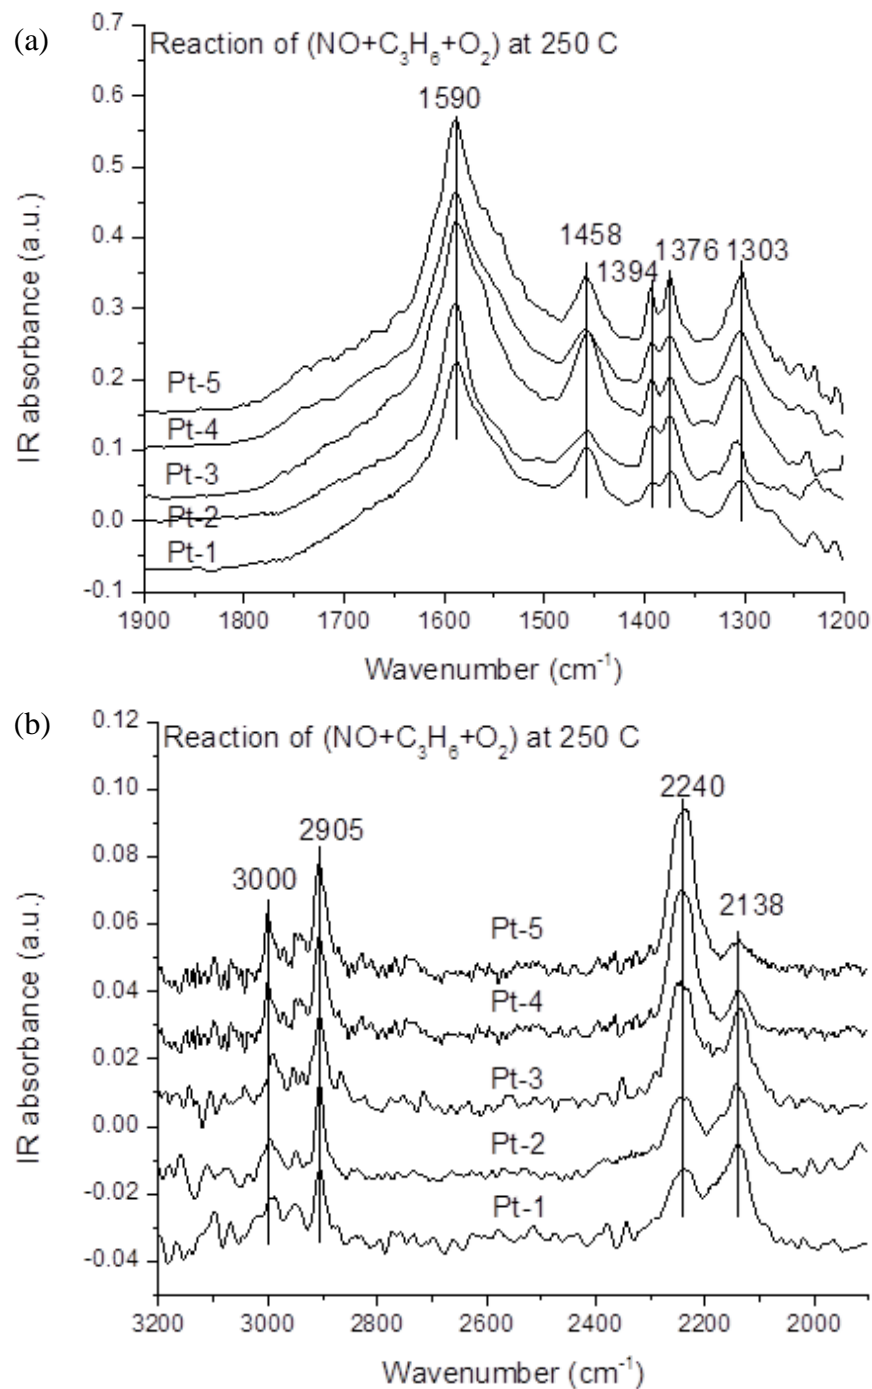 (a)
Reaction of (NO+C₃H₆+O₂) at 250 C
0.7
0.6
0.5
0.4
0.3
0.2
0.1
0.0
-0.1
IR absorbance (a.u.)
1590
1458
1394
1376
1303
Pt-5
Pt-4
Pt-3
Pt-2
Pt-1
1900 1800 1700 1600 1500 1400 1300 1200
Wavenumber (cm⁻¹)
(b)
Reaction of (NO+C₃H₆+O₂) at 250 C
0.12
0.10
0.08
0.06
0.04
0.02
0.00
-0.02
-0.04
IR absorbance (a.u.)
3000
2905
2240
2138
Pt-5
Pt-4
Pt-3
Pt-2
Pt-1
3200 3000 2800 2600 2400 2200 2000
Wavenumber (cm⁻¹)